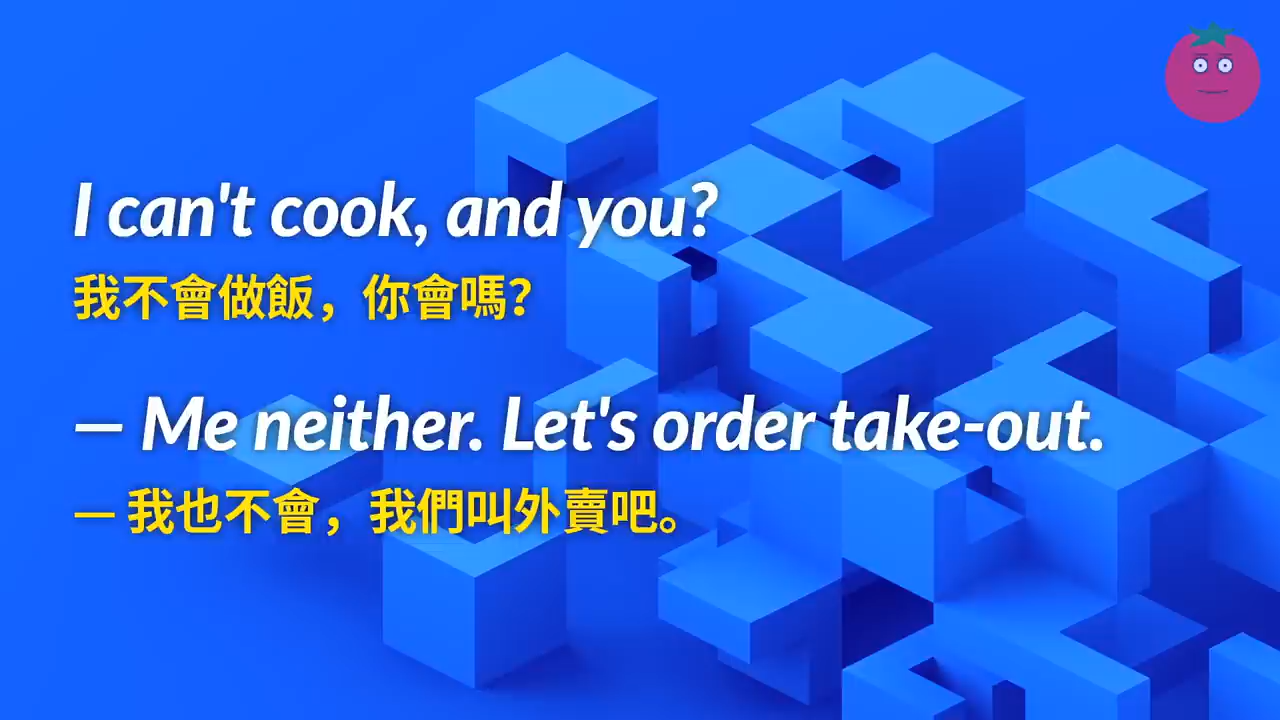 I can't cook, and you?
我不會做飯，你會嗎？
— Me neither. Let's order take-out.
— 我也不會，我們叫外賣吧。